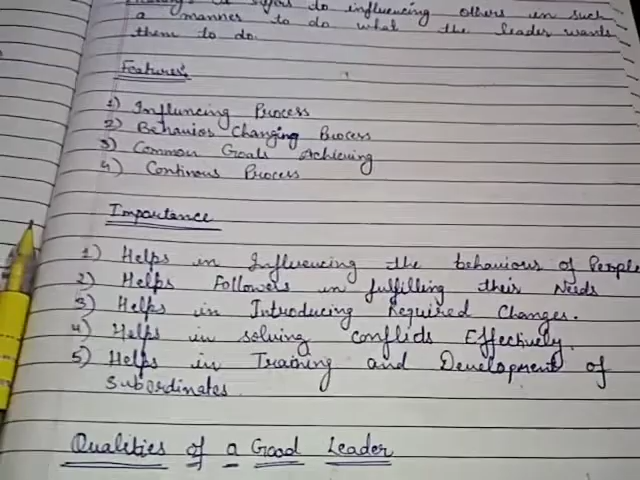 refers to influencing others in such
a manner to do what the leader wants
them to do.
Features:
1) Influncing Process
2) Behavior Changing Process
3) Common Goals Achieving
4) Continous Process
Importance
1) Helps in Influencing the behaviour of People
2) Helps Followers in fulfilling their Needs
3) Helps in Introducing Required Changes.
4) Helps in solving conflicts Effectively.
5) Helps in Training and Development of
Subordinates.
Qualities of a Good Leader